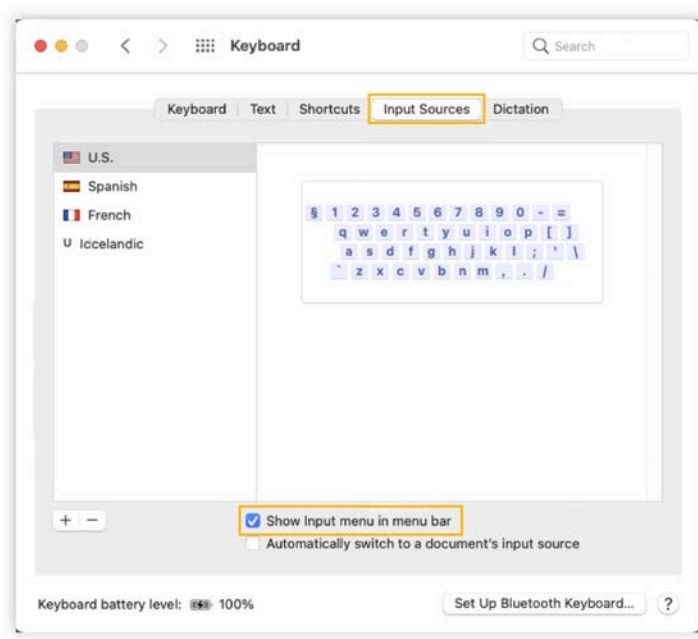 Keyboard
Search
Keyboard Text Shortcuts Input Sources Dictation
U.S.
Spanish
French
U Iccelandic
§ 1 2 3 4 5 6 7 8 9 0 - =
q w e r t y u i o p [ ]
a s d f g h j k l ; ' \
` z x c v b n m , . /
+ −
Show Input menu in menu bar
Automatically switch to a document's input source
Keyboard battery level: 100%
Set Up Bluetooth Keyboard... ?